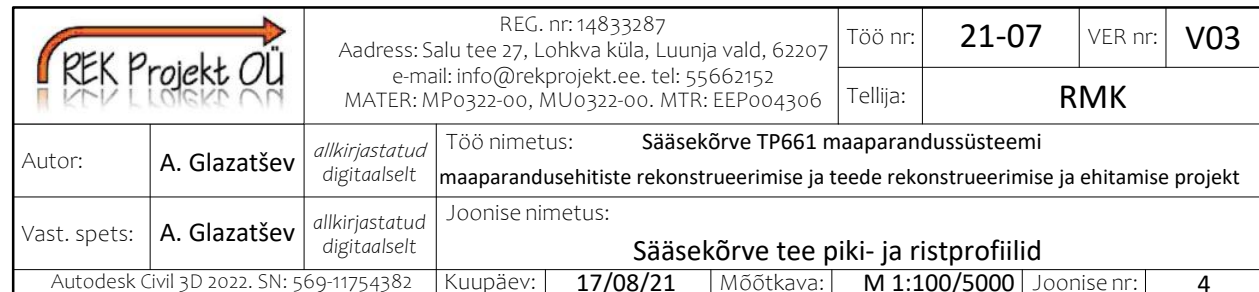 REK Projekt OÜ
REG. nr: 14833287
Aadress: Salu tee 27, Lohkva küla, Luunja vald, 62207
e-mail: info@rekprojekt.ee. tel: 55662152
MATER: MP0322-00, MU0322-00. MTR: EEP004306
Töö nr: 21-07 VER nr: V03
Tellija: RMK
Autor: A. Glazatšev allkirjastatud
digitaalselt
Töö nimetus: Sääsekõrve TP661 maaparandussüsteemi
maaparandusehitiste rekonstrueerimise ja teede rekonstrueerimise ja ehitamise projekt
Vast. spets: A. Glazatšev allkirjastatud
digitaalselt
Joonise nimetus:
Sääsekõrve tee piki- ja ristprofiilid
Autodesk Civil 3D 2022. SN: 569-11754382 Kuupäev: 17/08/21 Mõõtkava: M 1:100/5000 Joonise nr: 4